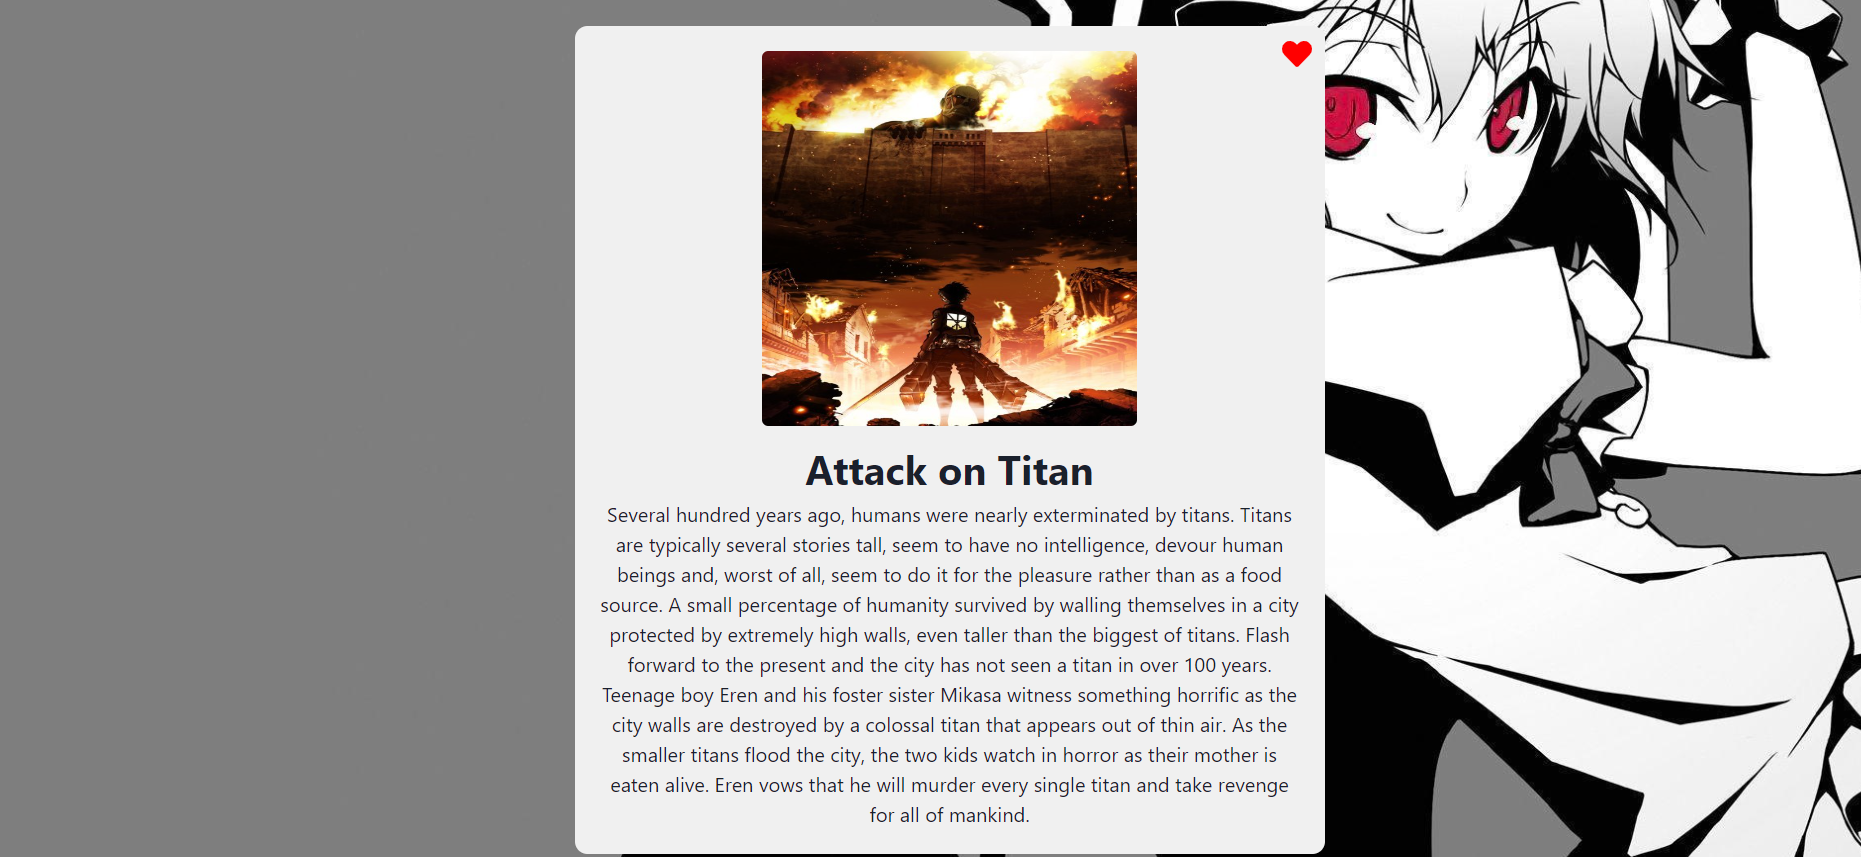 Attack on Titan
Several hundred years ago, humans were nearly exterminated by titans. Titans
are typically several stories tall, seem to have no intelligence, devour human
beings and, worst of all, seem to do it for the pleasure rather than as a food
source. A small percentage of humanity survived by walling themselves in a city
protected by extremely high walls, even taller than the biggest of titans. Flash
forward to the present and the city has not seen a titan in over 100 years.
Teenage boy Eren and his foster sister Mikasa witness something horrific as the
city walls are destroyed by a colossal titan that appears out of thin air. As the
smaller titans flood the city, the two kids watch in horror as their mother is
eaten alive. Eren vows that he will murder every single titan and take revenge
for all of mankind.